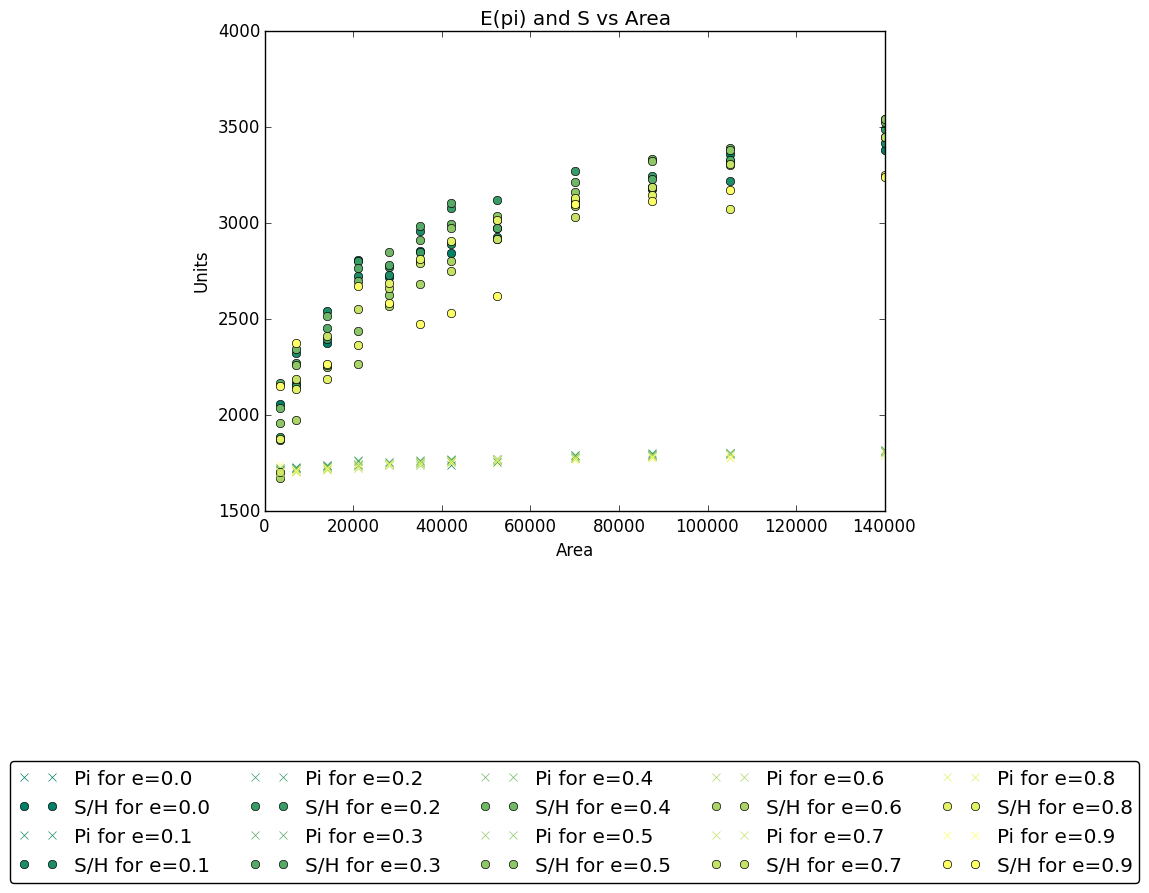 E(pi) and S vs Area
4000
3500
3000
2500
2000
1500
Units
0 20000 40000 60000 80000 100000 120000 140000
Area
Pi for e=0.0 Pi for e=0.2 Pi for e=0.4 Pi for e=0.6 Pi for e=0.8
S/H for e=0.0 S/H for e=0.2 S/H for e=0.4 S/H for e=0.6 S/H for e=0.8
Pi for e=0.1 Pi for e=0.3 Pi for e=0.5 Pi for e=0.7 Pi for e=0.9
S/H for e=0.1 S/H for e=0.3 S/H for e=0.5 S/H for e=0.7 S/H for e=0.9